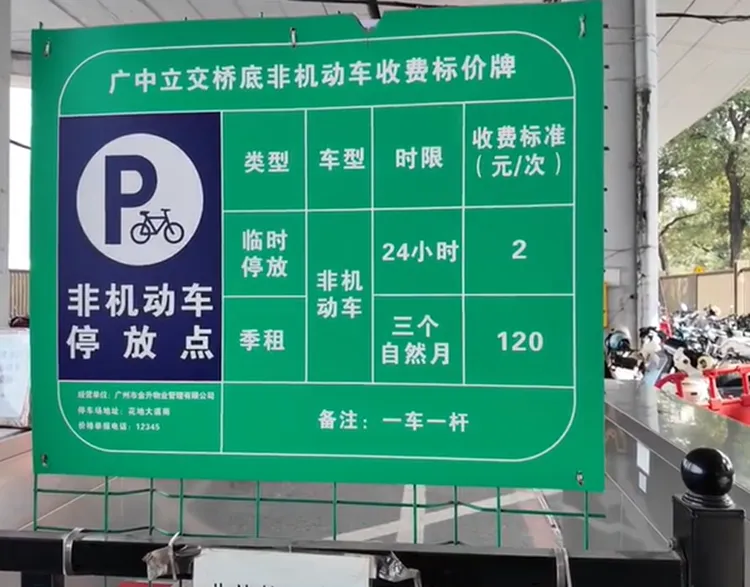 广中立交桥底非机动车收费标价牌
P
非机动车
停放点
类型 车型 时限 收费标准
（元/次）
临时
停放
非机
动车
24小时 2
季租
三个
自然月
120
经营单位：广州市金升物业管理有限公司
停车场地址：花地大道南
价格举报电话：12345
备注：一车一杆